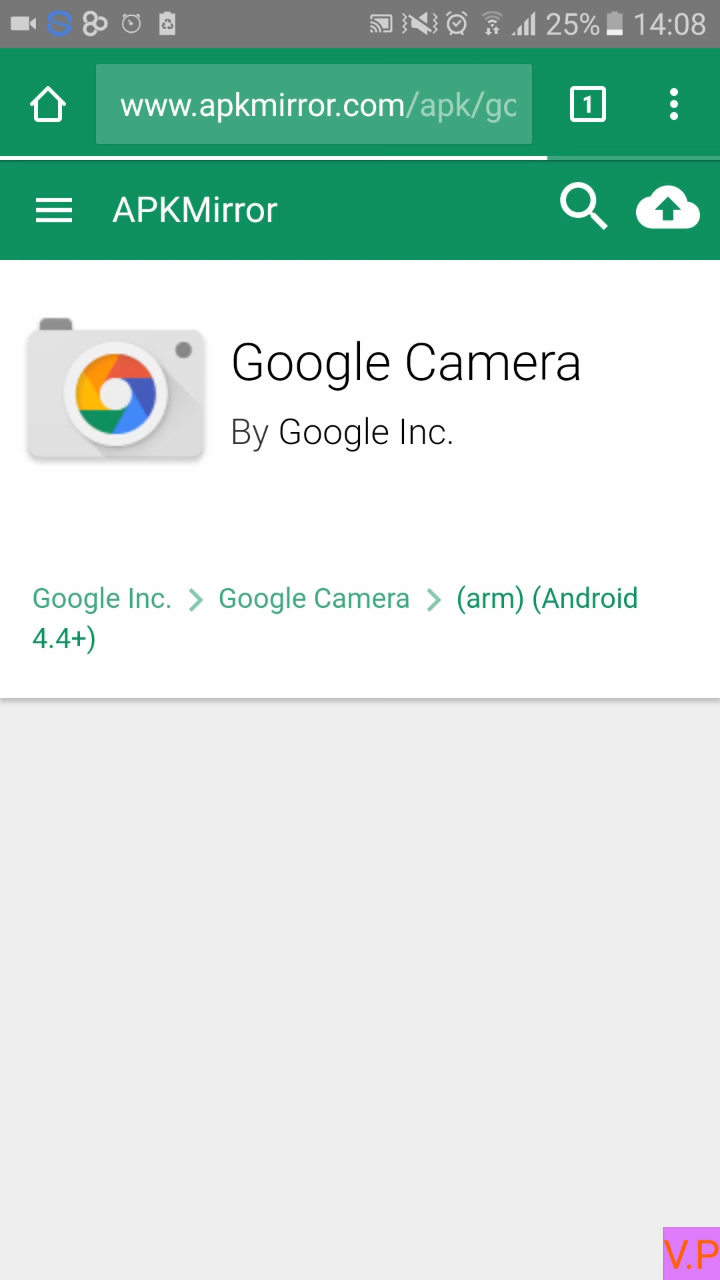 25% 14:08
www.apkmirror.com/apk/go
1
APKMirror
Google Camera
By Google Inc.
Google Inc. > Google Camera > (arm) (Android
4.4+)
V.P